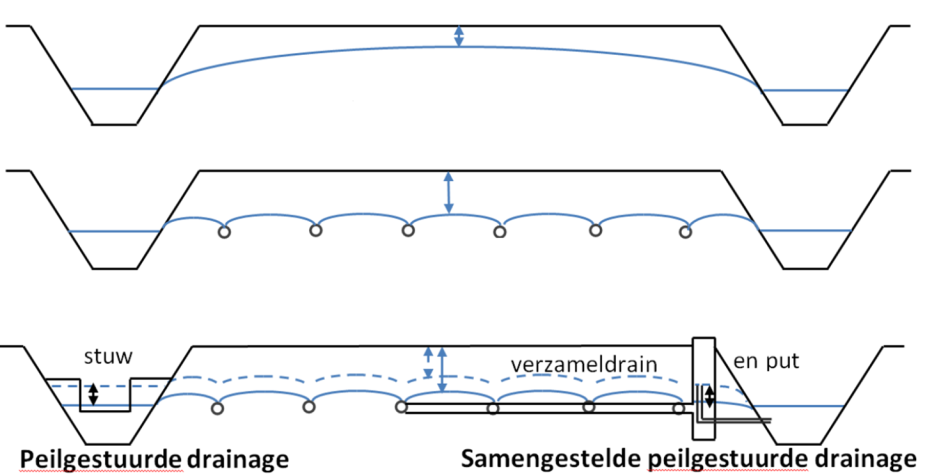 stuw
verzameldrain
en put
Peilgestuurde drainage
Samengestelde peilgestuurde drainage